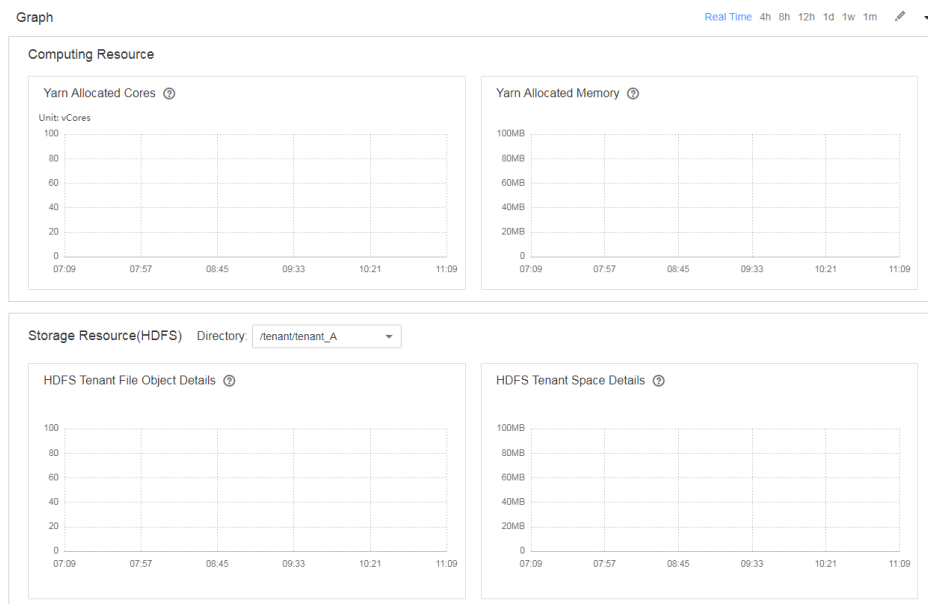 Graph
Real Time 4h 8h 12h 1d 1w 1m
Computing Resource
Yarn Allocated Cores ?
Unit: vCores
100
80
60
40
20
0
07:09 07:57 08:45 09:33 10:21 11:09
Yarn Allocated Memory ?
100MB
80MB
60MB
40MB
20MB
0
07:09 07:57 08:45 09:33 10:21 11:09
Storage Resource(HDFS) Directory: /tenant/tenant_A
HDFS Tenant File Object Details ?
100
80
60
40
20
0
07:09 07:57 08:45 09:33 10:21 11:09
HDFS Tenant Space Details ?
100MB
80MB
60MB
40MB
20MB
0
07:09 07:57 08:45 09:33 10:21 11:09